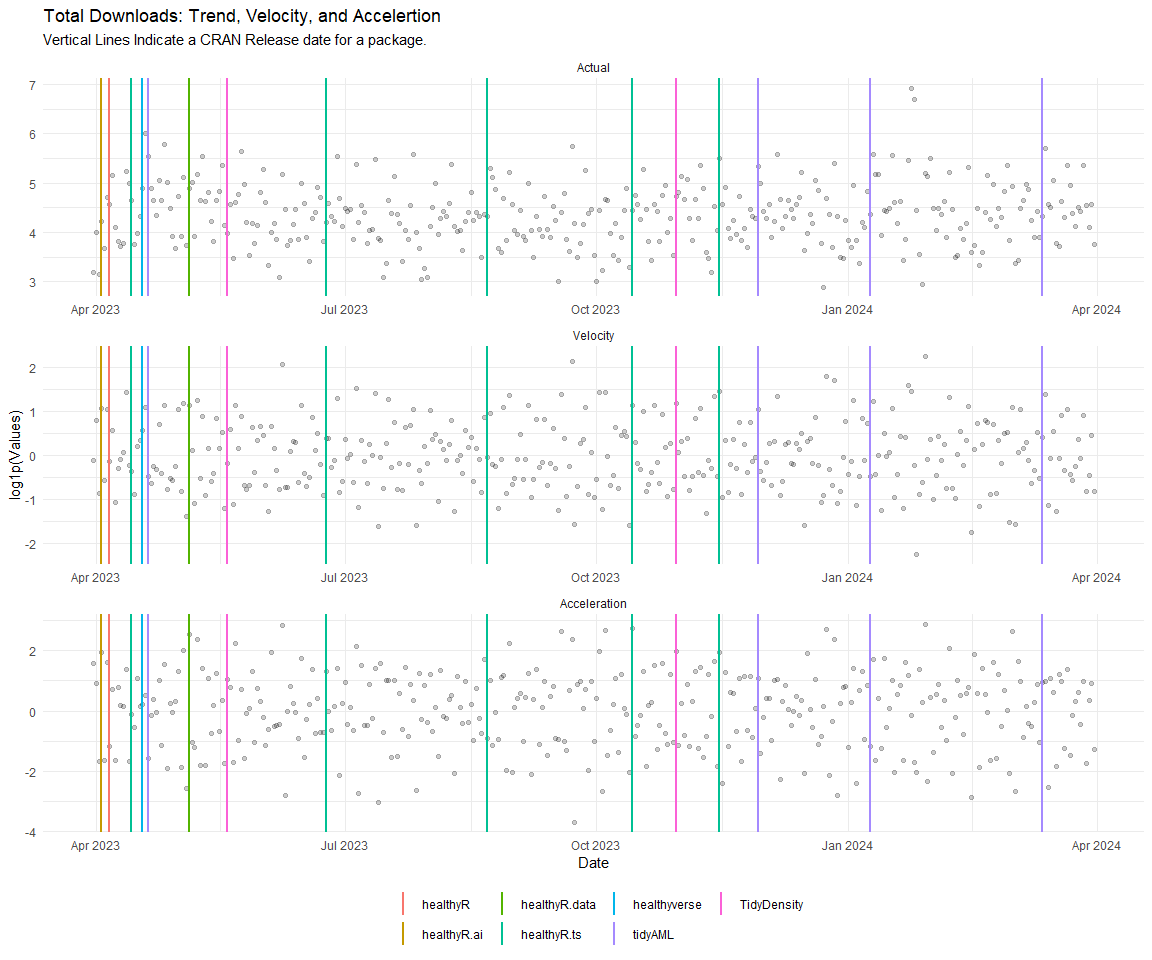 Total Downloads: Trend, Velocity, and Accelertion
Vertical Lines Indicate a CRAN Release date for a package.
Actual
7
6
5
4
3
Apr 2023 Jul 2023 Oct 2023 Jan 2024 Apr 2024
Velocity
2
1
0
-1
-2
Apr 2023 Jul 2023 Oct 2023 Jan 2024 Apr 2024
log1p(Values)
Acceleration
2
0
-2
-4
Apr 2023 Jul 2023 Oct 2023 Jan 2024 Apr 2024
Date
healthyR healthyR.data healthyverse TidyDensity
healthyR.ai healthyR.ts tidyAML